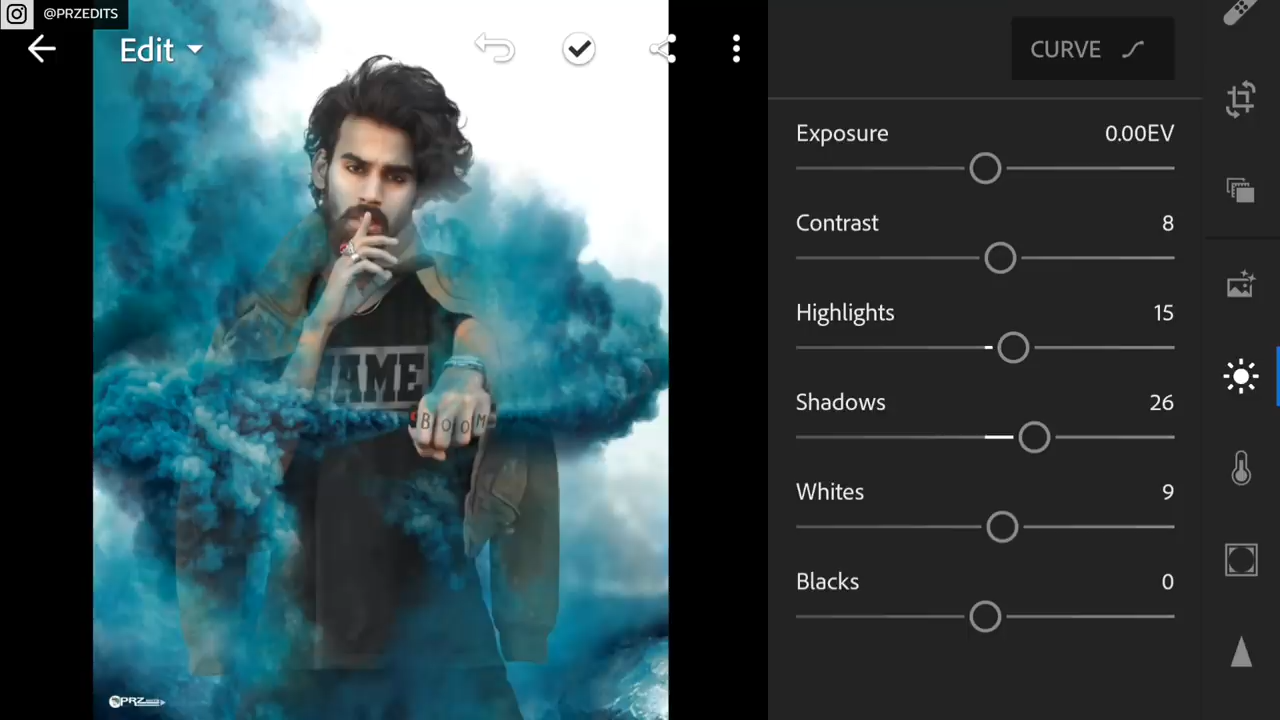 @PRZEDITS
Edit
CURVE
Exposure 0.00EV
Contrast 8
Highlights 15
Shadows 26
Whites 9
Blacks 0
AME
BOOM
PRZ